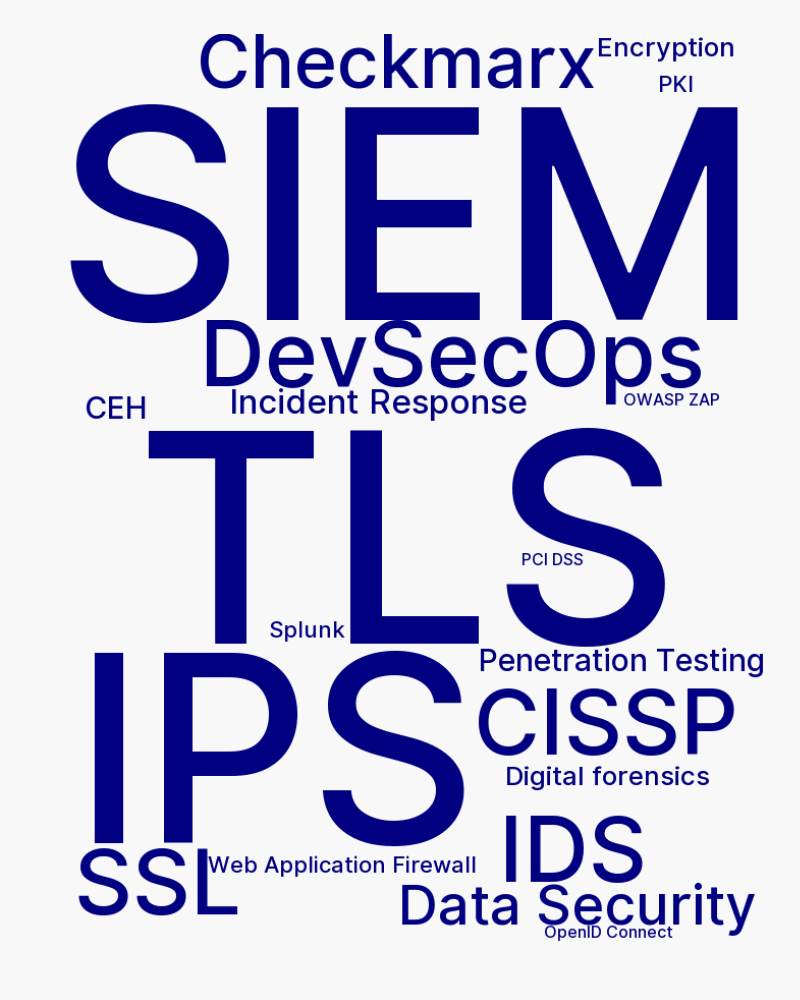 Checkmarx
Encryption
PKI
SIEM
DevSecOps
CEH
Incident Response
OWASP ZAP
TLS
PCI DSS
Splunk
IPS
Penetration Testing
CISSP
Digital forensics
IDS
SSL
Web Application Firewall
Data Security
OpenID Connect